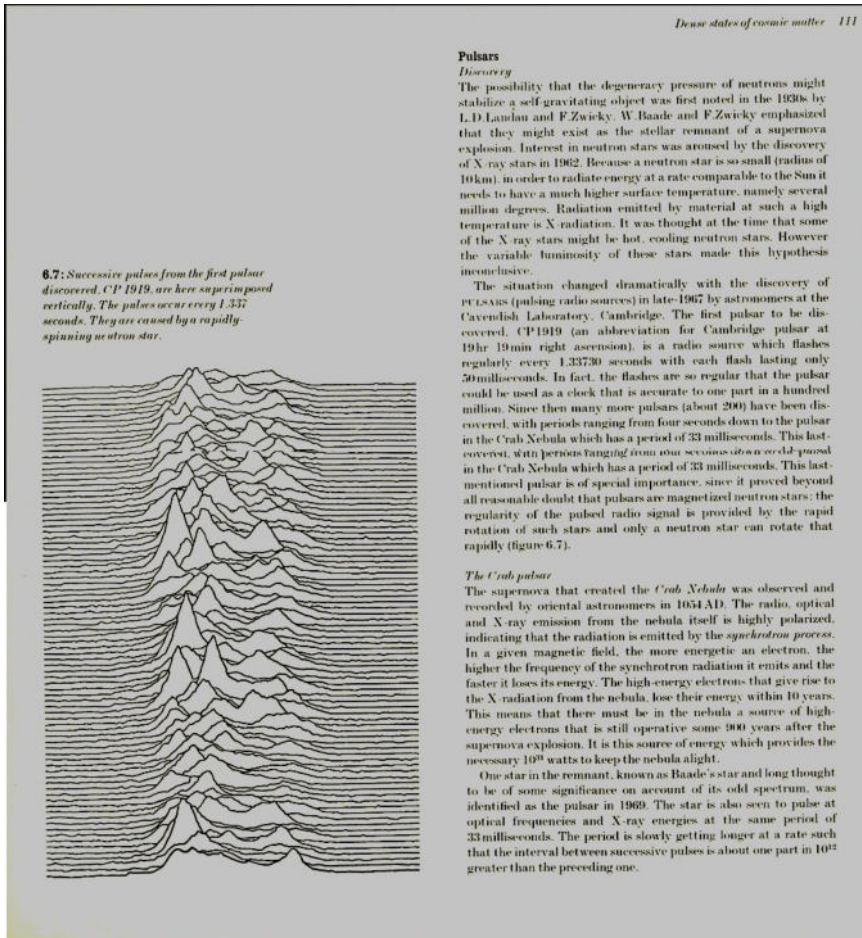 Dense states of cosmic matter 111
6.7: Successive pulses from the first pulsar
discovered, CP 1919, are here superimposed
vertically. The pulses occur every 1.337
seconds. They are caused by a rapidly-
spinning neutron star.
Pulsars
Discovery
The possibility that the degeneracy pressure of neutrons might
stabilize a self-gravitating object was first noted in the 1930s by
L.D.Landau and F.Zwicky. W.Baade and F.Zwicky emphasized
that they might exist as the stellar remnant of a supernova
explosion. Interest in neutron stars was aroused by the discovery
of X-ray stars in 1962. Because a neutron star is so small (radius of
10km), in order to radiate energy at a rate comparable to the Sun it
needs to have a much higher surface temperature, namely several
million degrees. Radiation emitted by material at such a high
temperature is X-radiation. It was thought at the time that some
of the X-ray stars might be hot, cooling neutron stars. However
the variable luminosity of these stars made this hypothesis
inconclusive.
The situation changed dramatically with the discovery of
PULSARS (pulsing radio sources) in late-1967 by astronomers at the
Cavendish Laboratory, Cambridge. The first pulsar to be dis-
covered, CP1919 (an abbreviation for Cambridge pulsar at
19hr 19min right ascension), is a radio source which flashes
regularly every 1.33730 seconds with each flash lasting only
50milliseconds. In fact, the flashes are so regular that the pulsar
could be used as a clock that is accurate to one part in a hundred
million. Since then many more pulsars (about 200) have been dis-
covered, with periods ranging from four seconds down to the pulsar
in the Crab Nebula which has a period of 33 milliseconds. This last-
covered, with periods ranging from four seconds down to
in the Crab Nebula which has a period of 33 milliseconds. This last-
mentioned pulsar is of special importance, since it proved beyond
all reasonable doubt that pulsars are magnetized neutron stars; the
regularity of the pulsed radio signal is provided by the rapid
rotation of such stars and only a neutron star can rotate that
rapidly (figure 6.7).
The Crab pulsar
The supernova that created the Crab Nebula was observed and
recorded by oriental astronomers in 1054 AD. The radio, optical
and X-ray emission from the nebula itself is highly polarized,
indicating that the radiation is emitted by the synchrotron process.
In a given magnetic field, the more energetic an electron, the
higher the frequency of the synchrotron radiation it emits and the
faster it loses its energy. The high-energy electrons that give rise to
the X-radiation from the nebula, lose their energy within 10 years.
This means that there must be in the nebula a source of high-
energy electrons that is still operative some 900 years after the
supernova explosion. It is this source of energy which provides the
necessary 10³¹ watts to keep the nebula alight.
One star in the remnant, known as Baade's star and long thought
to be of some significance on account of its odd spectrum, was
identified as the pulsar in 1969. The star is also seen to pulse at
optical frequencies and X-ray energies at the same period of
33milliseconds. The period is slowly getting longer at a rate such
that the interval between successive pulses is about one part in 10¹²
greater than the preceding one.